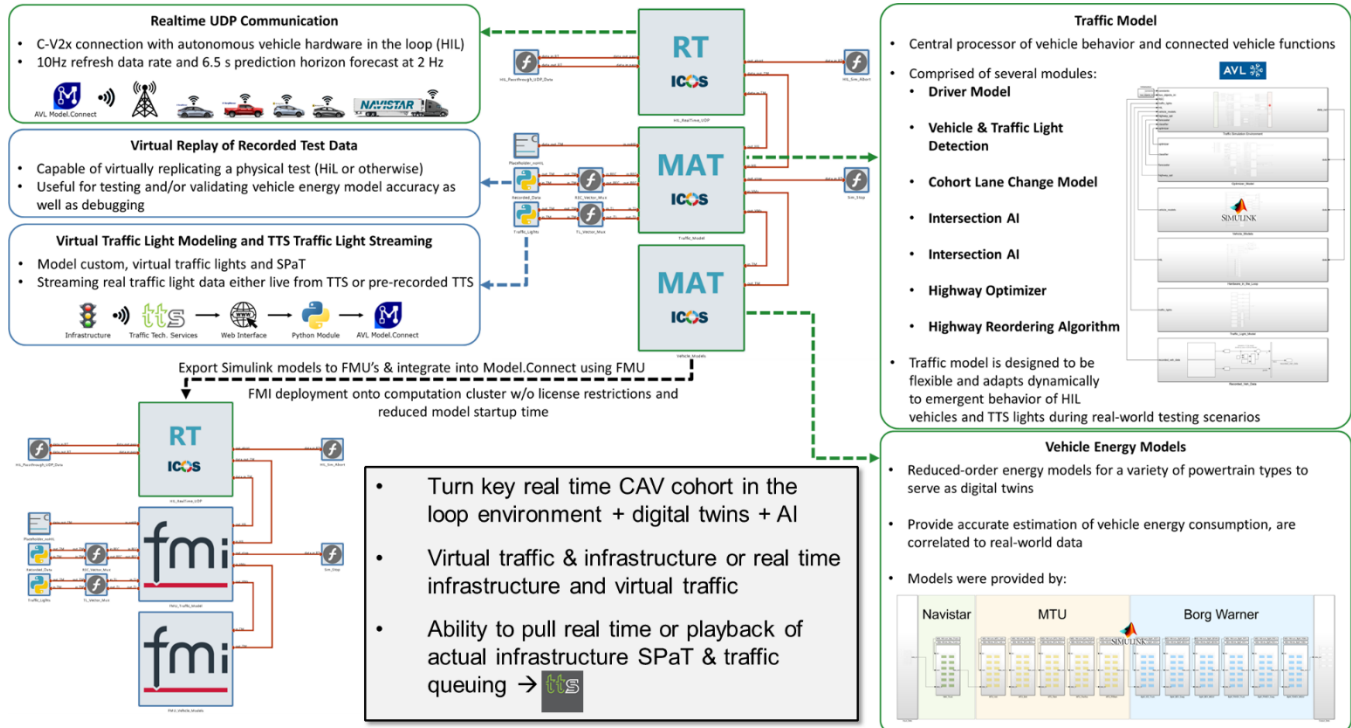 Realtime UDP Communication
• C-V2x connection with autonomous vehicle hardware in the loop (HIL)
• 10Hz refresh data rate and 6.5 s prediction horizon forecast at 2 Hz
AVL Model.Connect
NAVISTAR
Virtual Replay of Recorded Test Data
• Capable of virtually replicating a physical test (HiL or otherwise)
• Useful for testing and/or validating vehicle energy model accuracy as
well as debugging
Virtual Traffic Light Modeling and TTS Traffic Light Streaming
• Model custom, virtual traffic lights and SPaT
• Streaming real traffic light data either live from TTS or pre-recorded TTS
tts
Infrastructure
Traffic Tech. Services
Web Interface
Python Module
AVL Model.Connect
RT
ICOS
HiL_RealTime_UDP
MAT
ICOS
Traffic_Model
Recorded_Data
Traffic_Lights
TL_Vector_Mux
Sim_Stop
MAT
ICOS
Vehicle_Models
Export Simulink models to FMU's & integrate into Model.Connect using FMU
FMI deployment onto computation cluster w/o license restrictions and
reduced model startup time
RT
ICOS
HiL_RealTime_UDP
fmi
Recorded_Data
Traffic_Lights
TL_Vector_Mux
Sim_Stop
fmi
• Turn key real time CAV cohort in the
loop environment + digital twins + AI
• Virtual traffic & infrastructure or real time
infrastructure and virtual traffic
• Ability to pull real time or playback of
actual infrastructure SPaT & traffic
queuing → tts
Traffic Model
• Central processor of vehicle behavior and connected vehicle functions
• Comprised of several modules:
AVL
• Driver Model
• Vehicle & Traffic Light
Detection
• Cohort Lane Change Model
• Intersection AI
• Intersection AI
• Highway Optimizer
• Highway Reordering Algorithm
SIMULINK
• Traffic model is designed to be
flexible and adapts dynamically
to emergent behavior of HIL
vehicles and TTS lights during real-world testing scenarios
Vehicle Energy Models
• Reduced-order energy models for a variety of powertrain types to
serve as digital twins
• Provide accurate estimation of vehicle energy consumption, are
correlated to real-world data
• Models were provided by:
Navistar
MTU
Borg Warner
SIMULINK